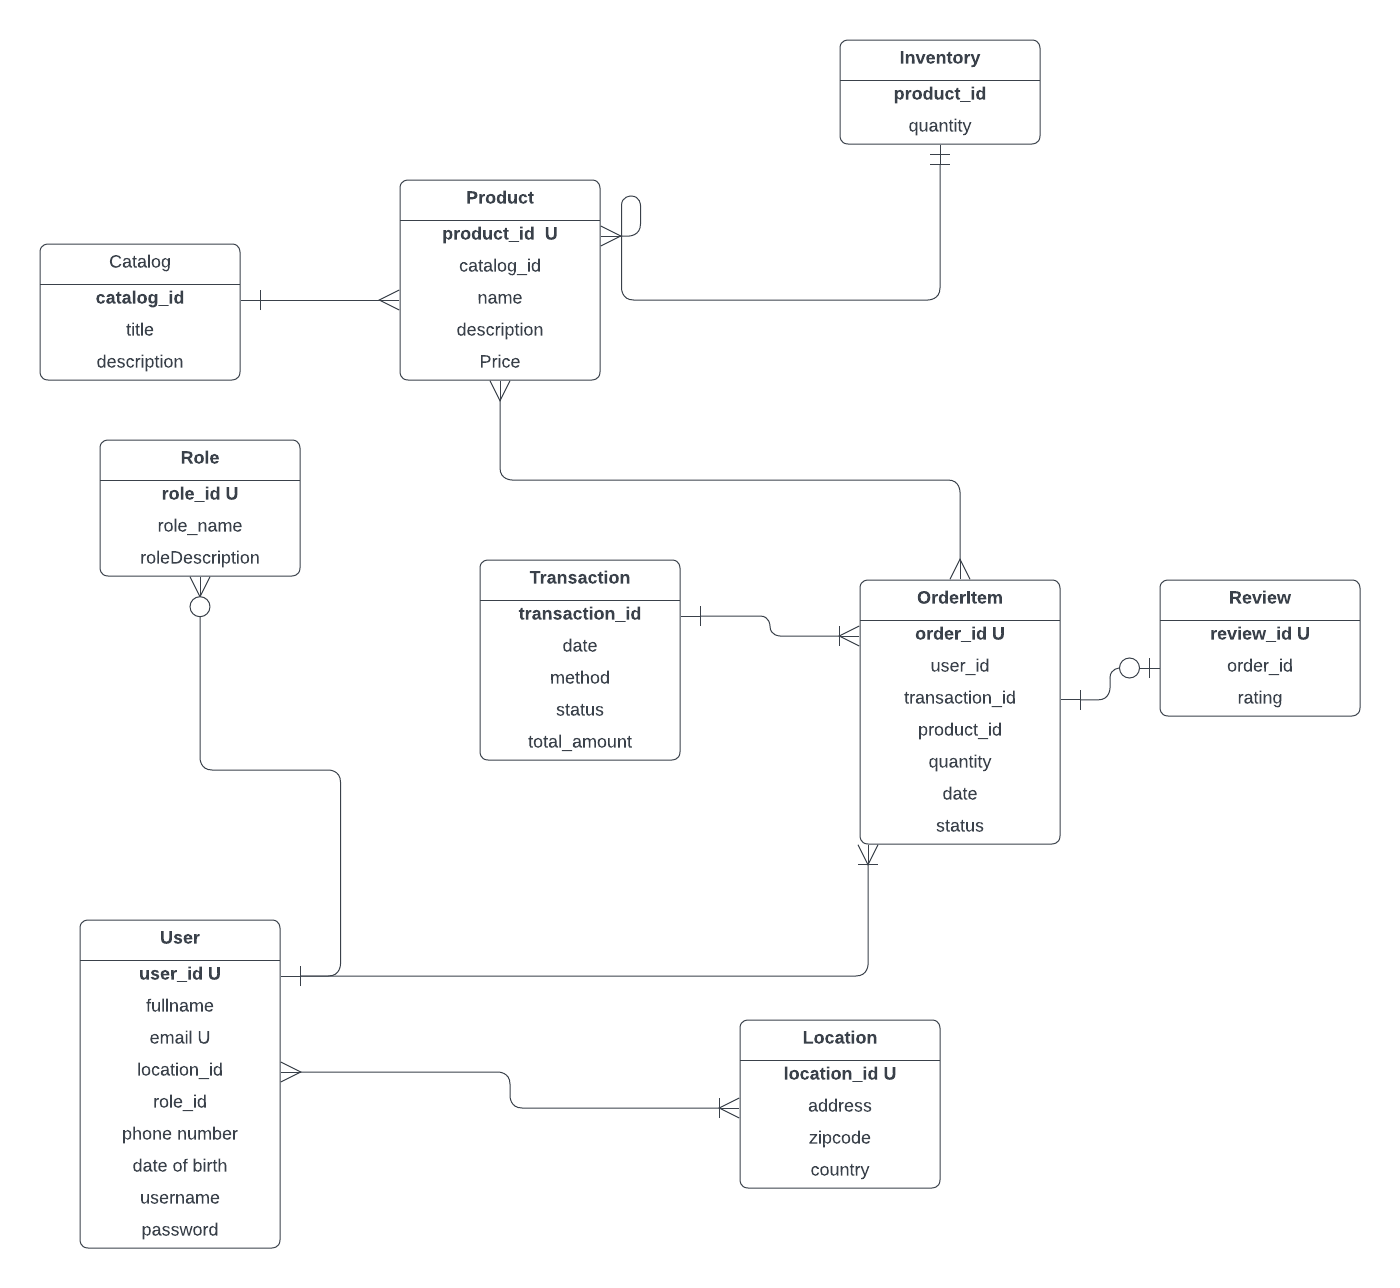 Inventory
product_id
quantity
Product
product_id  U
catalog_id
name
description
Price
Catalog
catalog_id
title
description
Role
role_id U
role_name
roleDescription
Transaction
transaction_id
date
method
status
total_amount
OrderItem
order_id U
user_id
transaction_id
product_id
quantity
date
status
Review
review_id U
order_id
rating
User
user_id U
fullname
email U
location_id
role_id
phone number
date of birth
username
password
Location
location_id U
address
zipcode
country